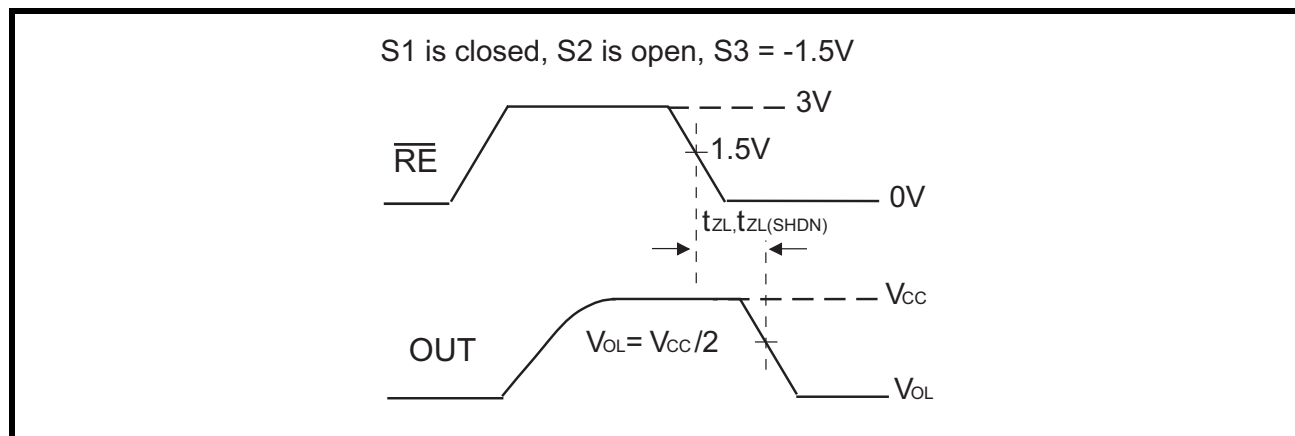 S1 is closed, S2 is open, S3 = -1.5V
3V
R̅E̅
1.5V
0V
tZL,tZL(SHDN)
VCC
OUT
VOL= VCC/2
VOL